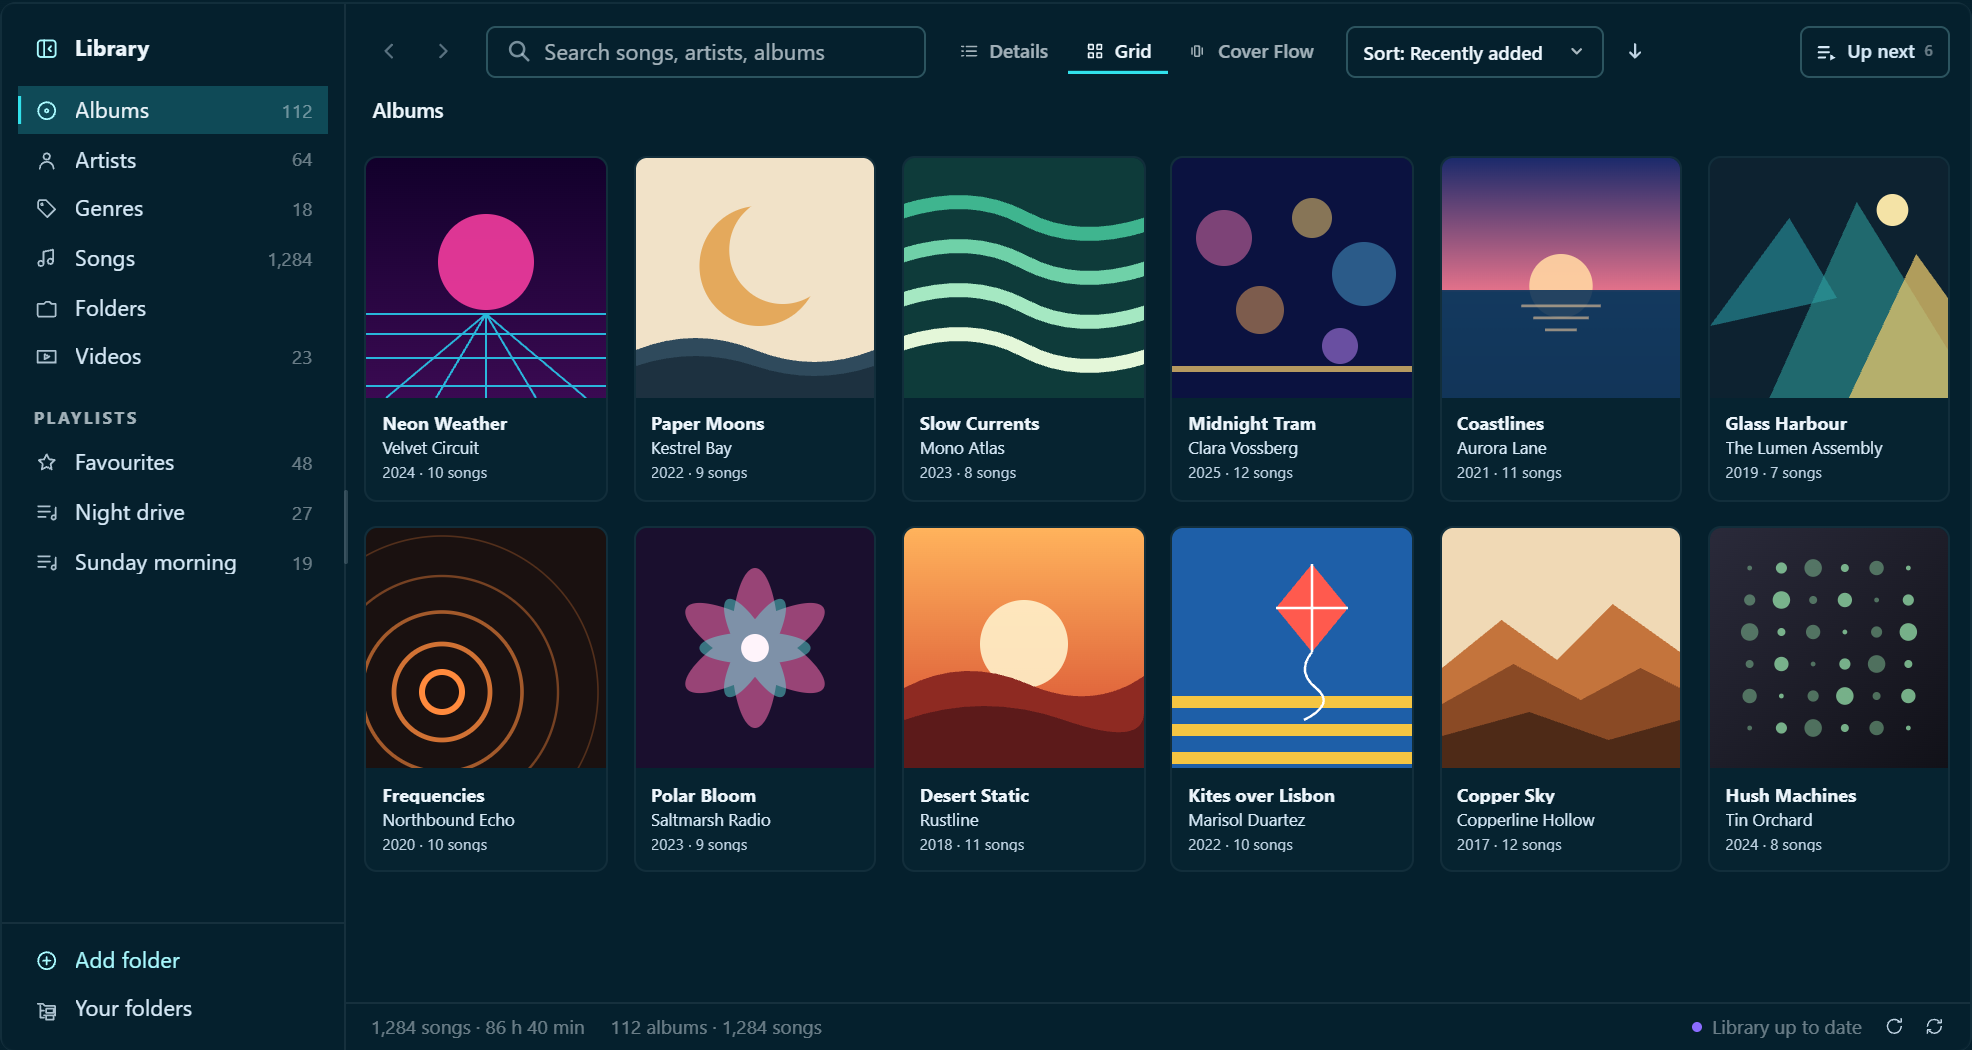 Library
Albums 112
Artists 64
Genres 18
Songs 1,284
Folders
Videos 23
PLAYLISTS
Favourites 48
Night drive 27
Sunday morning 19
Add folder
Your folders
Search songs, artists, albums
Details
Grid
Cover Flow
Sort: Recently added
Up next 6
Albums
Neon Weather
Velvet Circuit
2024 · 10 songs
Paper Moons
Kestrel Bay
2022 · 9 songs
Slow Currents
Mono Atlas
2023 · 8 songs
Midnight Tram
Clara Vossberg
2025 · 12 songs
Coastlines
Aurora Lane
2021 · 11 songs
Glass Harbour
The Lumen Assembly
2019 · 7 songs
Frequencies
Northbound Echo
2020 · 10 songs
Polar Bloom
Saltmarsh Radio
2023 · 9 songs
Desert Static
Rustline
2018 · 11 songs
Kites over Lisbon
Marisol Duartez
2022 · 10 songs
Copper Sky
Copperline Hollow
2017 · 12 songs
Hush Machines
Tin Orchard
2024 · 8 songs
1,284 songs · 86 h 40 min
112 albums · 1,284 songs
Library up to date